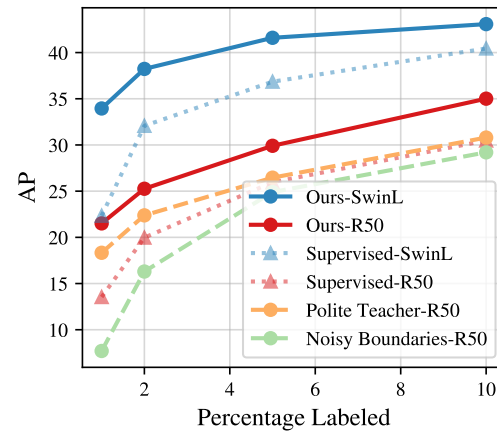 40
35
30
25
20
15
10
AP
Ours-SwinL
Ours-R50
Supervised-SwinL
Supervised-R50
Polite Teacher-R50
Noisy Boundaries-R50
2 4 6 8 10
Percentage Labeled